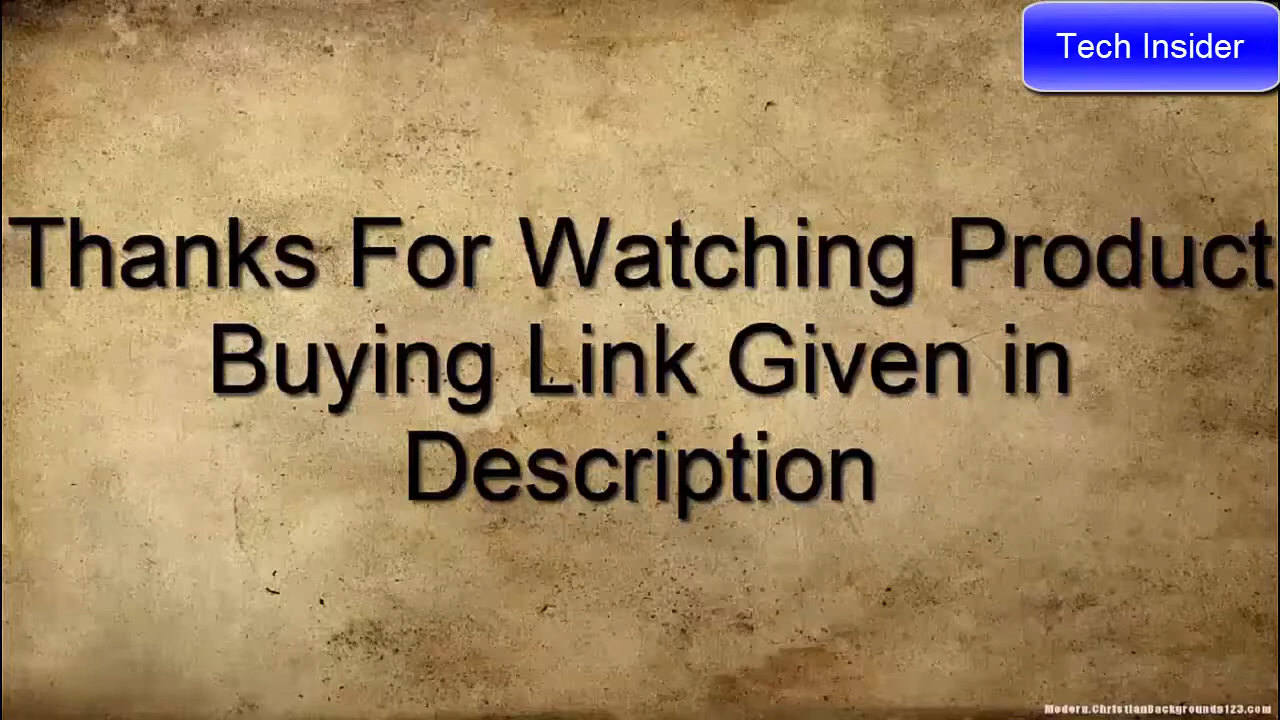 Tech Insider
Thanks For Watching Product
Buying Link Given in
Description
Modern.ChristianBackgrounds123.com